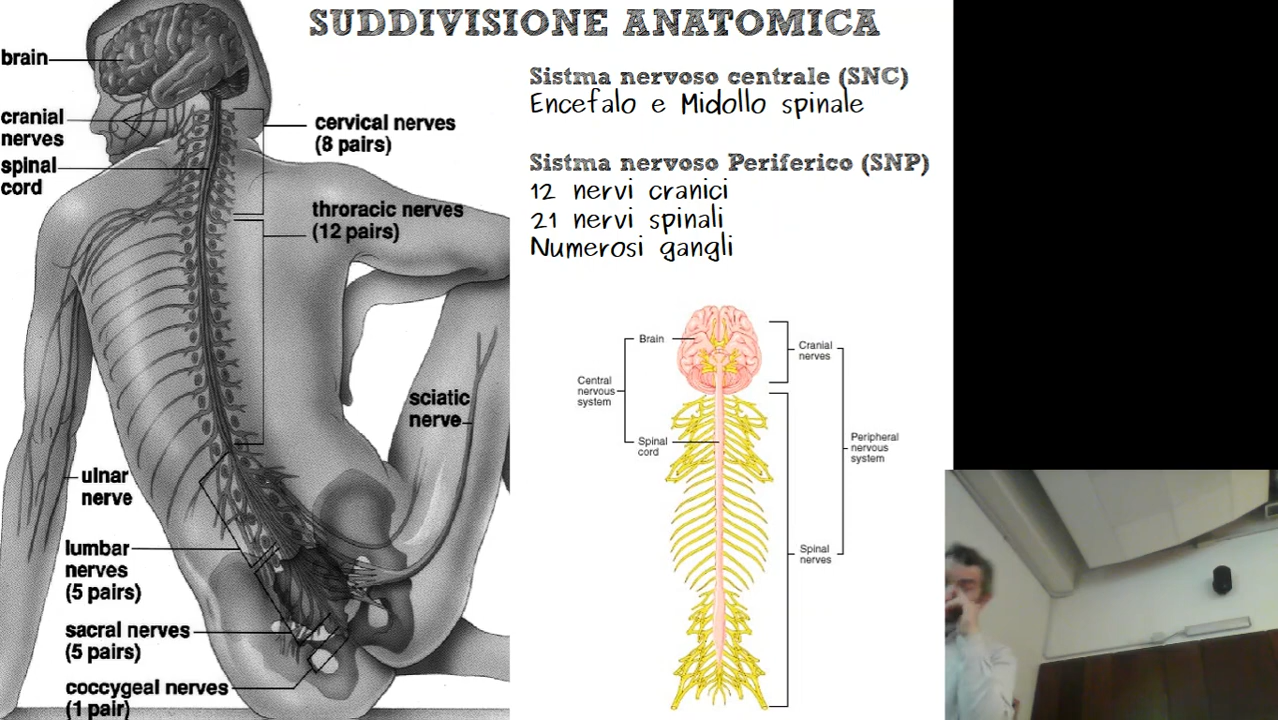 SUDDIVISIONE ANATOMICA
brain
cranial
nerves
spinal
cord
cervical nerves
(8 pairs)
throracic nerves
(12 pairs)
sciatic
nerve
ulnar
nerve
lumbar
nerves
(5 pairs)
sacral nerves
(5 pairs)
coccygeal nerves
(1 pair)
Sistma nervoso centrale (SNC)
Encefalo e Midollo spinale
Sistma nervoso Periferico (SNP)
12 nervi cranici
21 nervi spinali
Numerosi gangli
Brain
Cranial
nerves
Central
nervous
system
Spinal
cord
Peripheral
nervous
system
Spinal
nerves